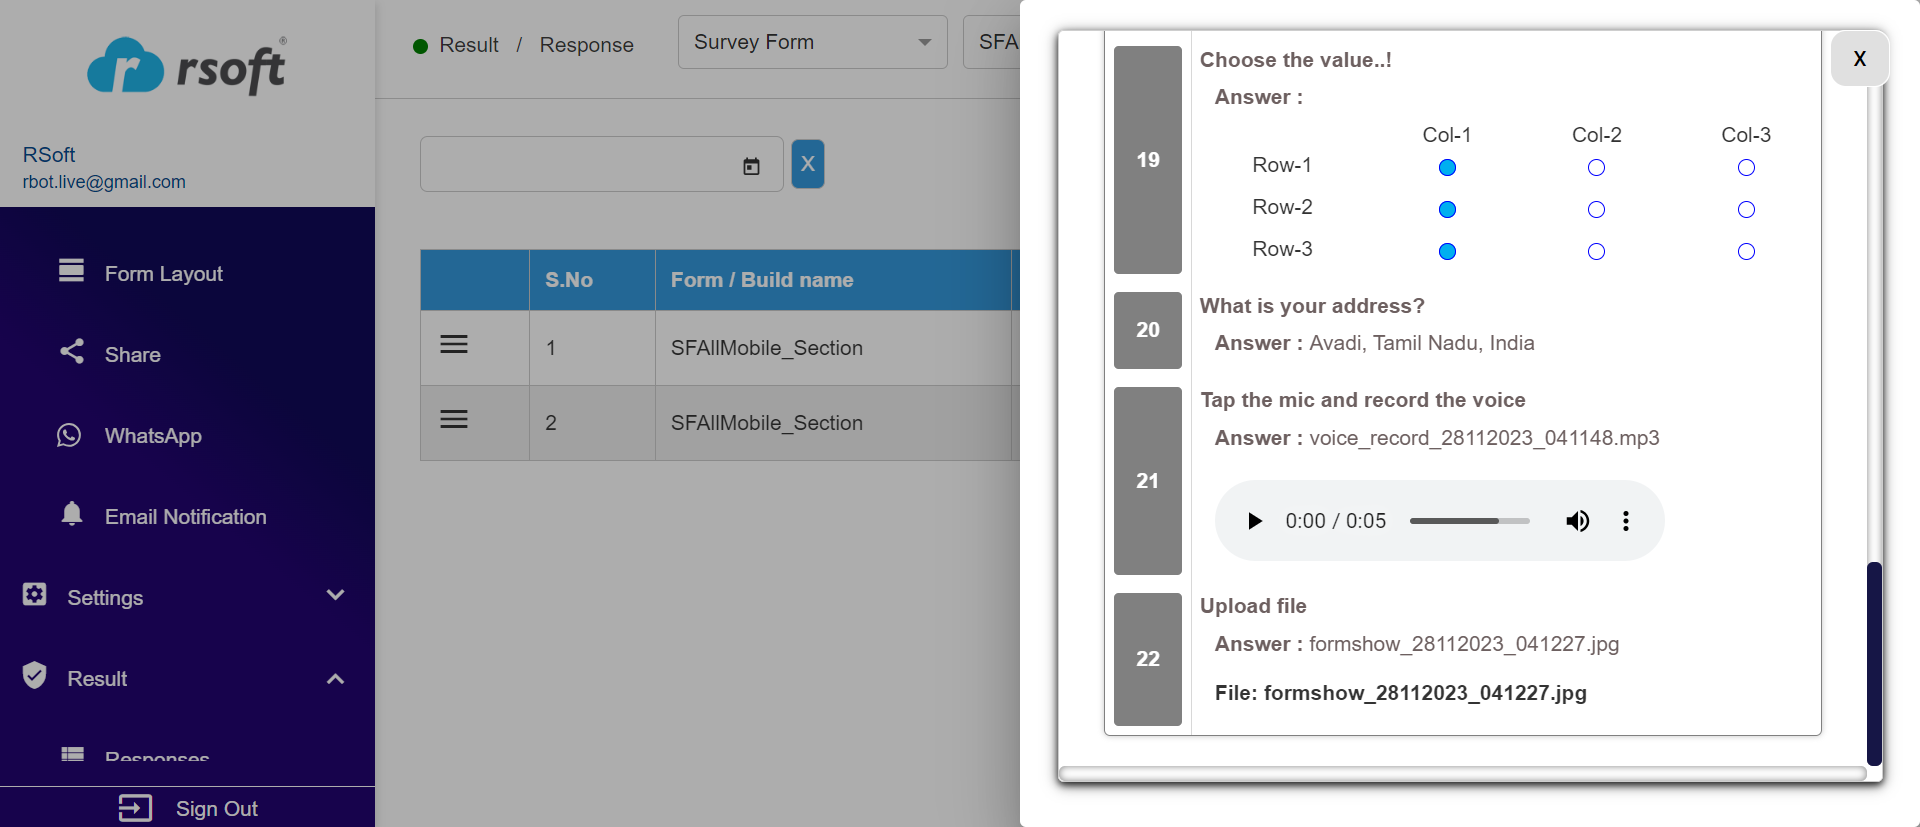 rsoft®
RSoft
rbot.live@gmail.com
Form Layout
Share
WhatsApp
Email Notification
Settings
Result
Responses
Sign Out
Result / Response
Survey Form
SFA
X
S.No Form / Build name
1 SFAllMobile_Section
2 SFAllMobile_Section
X
19
Choose the value..!
Answer :
Col-1 Col-2 Col-3
Row-1
Row-2
Row-3
20
What is your address?
Answer : Avadi, Tamil Nadu, India
21
Tap the mic and record the voice
Answer : voice_record_28112023_041148.mp3
0:00 / 0:05
22
Upload file
Answer : formshow_28112023_041227.jpg
File: formshow_28112023_041227.jpg